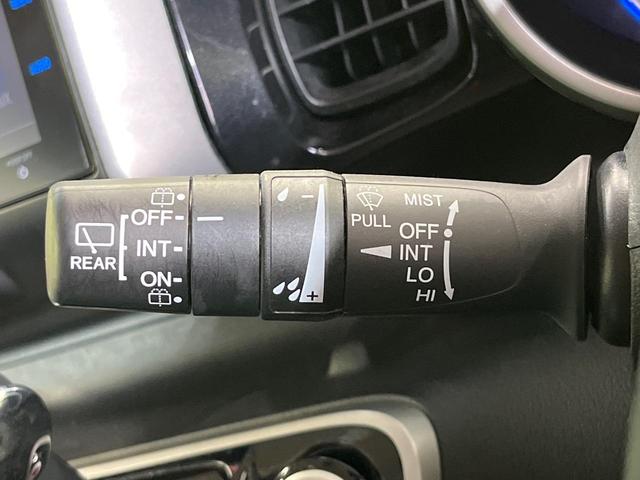 REAR
OFF
INT
ON
-
+
PULL
MIST
OFF
INT
LO
HI